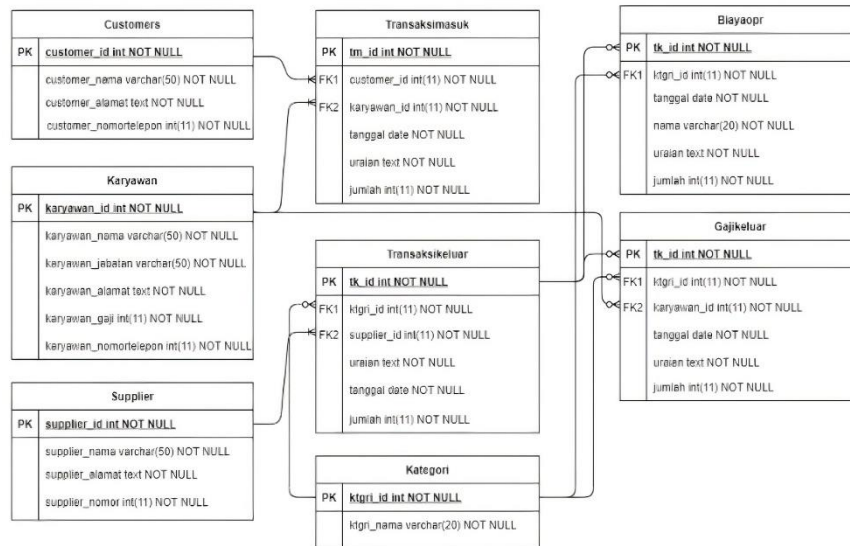 Customers
PK customer_id int NOT NULL
customer_nama varchar(50) NOT NULL
customer_alamat text NOT NULL
customer_nomortelepon int(11) NOT NULL
Karyawan
PK karyawan_id int NOT NULL
karyawan_nama varchar(50) NOT NULL
karyawan_jabatan varchar(50) NOT NULL
karyawan_alamat text NOT NULL
karyawan_gaji int(11) NOT NULL
karyawan_nomortelepon int(11) NOT NULL
Supplier
PK supplier_id int NOT NULL
supplier_nama varchar(50) NOT NULL
supplier_alamat text NOT NULL
supplier_nomor int(11) NOT NULL
Transaksimasuk
PK tm_id int NOT NULL
FK1 customer_id int(11) NOT NULL
FK2 karyawan_id int(11) NOT NULL
tanggal date NOT NULL
uraian text NOT NULL
jumlah int(11) NOT NULL
Transaksikeluar
PK tk_id int NOT NULL
FK1 ktgri_id int(11) NOT NULL
FK2 supplier_id int(11) NOT NULL
uraian text NOT NULL
tanggal date NOT NULL
jumlah int(11) NOT NULL
Kategori
PK ktgri_id int NOT NULL
ktgri_nama varchar(20) NOT NULL
Biayaopr
PK tk_id int NOT NULL
FK1 ktgri_id int(11) NOT NULL
tanggal date NOT NULL
nama varchar(20) NOT NULL
uraian text NOT NULL
jumlah int(11) NOT NULL
Gajikeluar
PK tk_id int NOT NULL
FK1 ktgri_id int(11) NOT NULL
FK2 karyawan_id int(11) NOT NULL
tanggal date NOT NULL
uraian text NOT NULL
jumlah int(11) NOT NULL